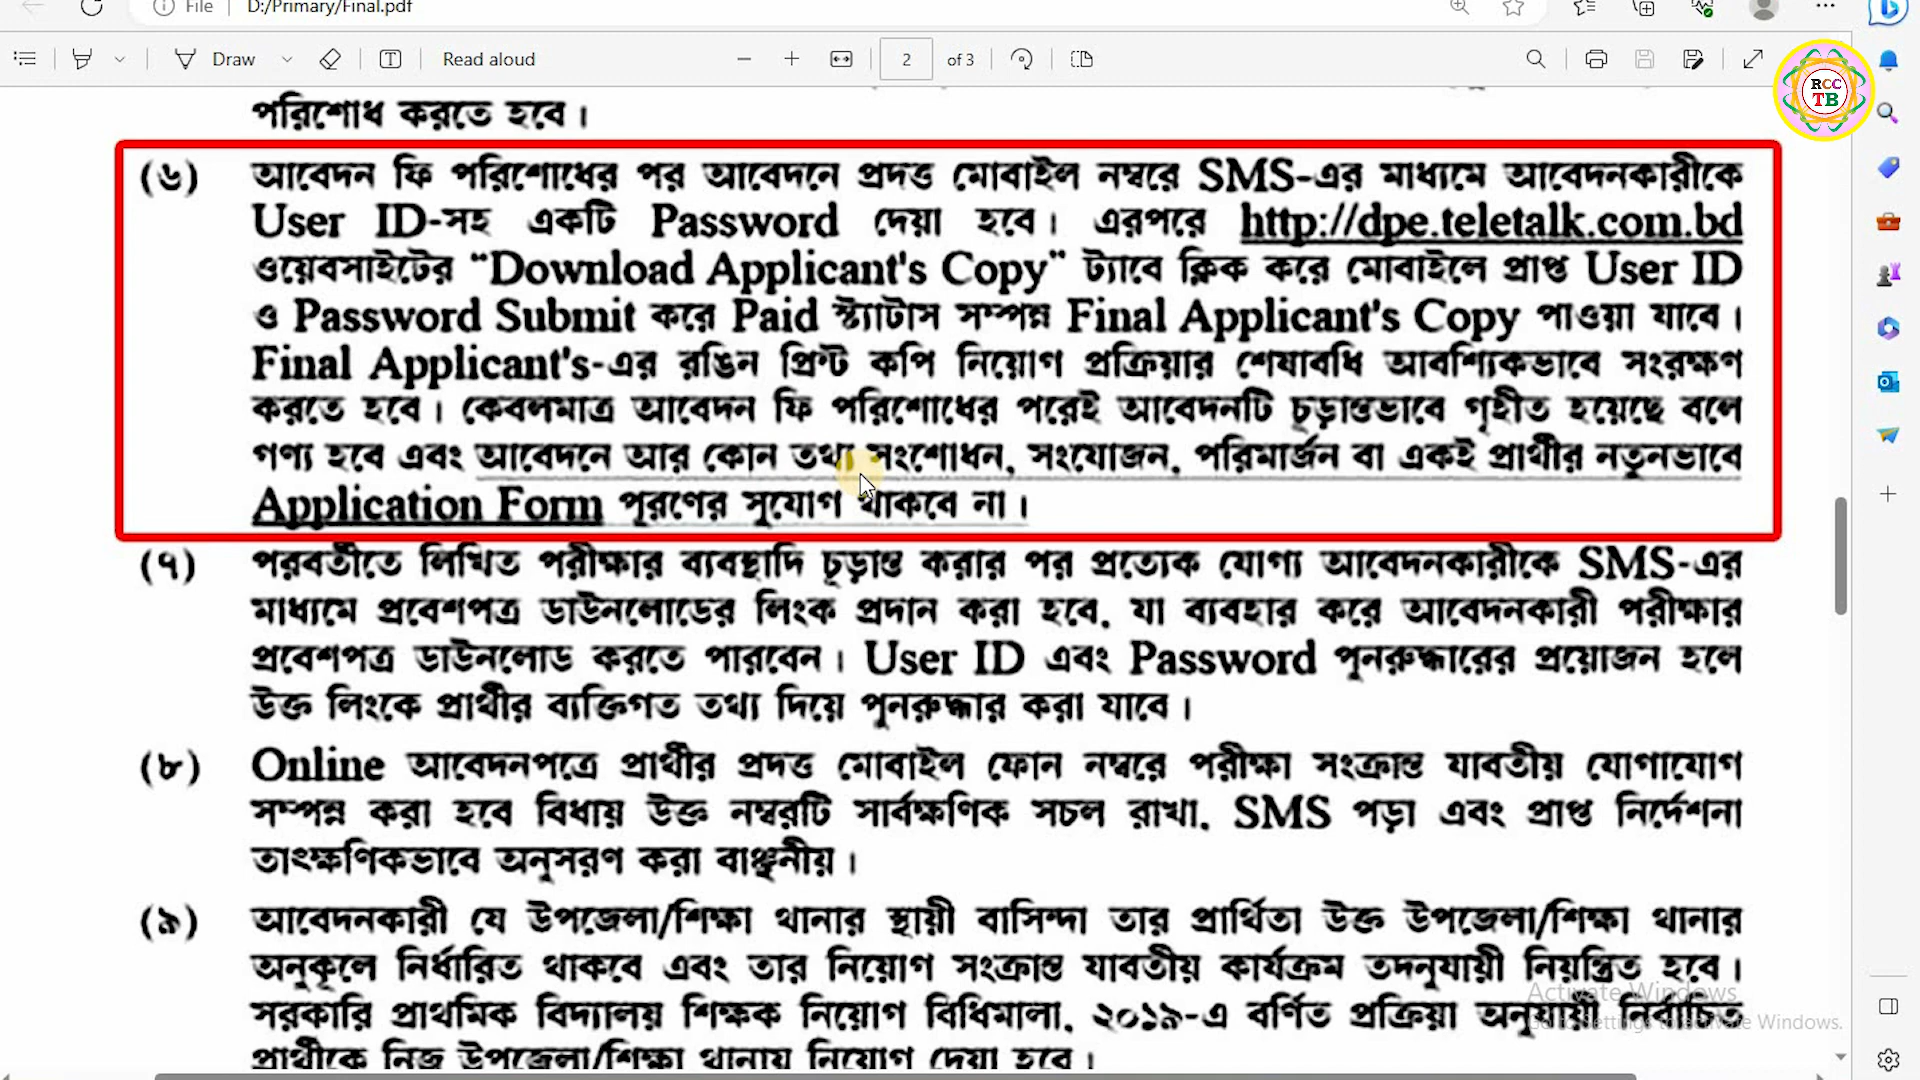 File D:/Primary/Final.pdf
Draw Read aloud 2 of 3
RCC
TB
পরিশোধ করতে হবে।
(৬) আবেদন ফি পরিশোধের পর আবেদনে প্রদত্ত মোবাইল নম্বরে SMS-এর মাধ্যমে আবেদনকারীকে
User ID-সহ একটি Password দেয়া হবে। এরপরে http://dpe.teletalk.com.bd
ওয়েবসাইটের “Download Applicant's Copy” ট্যাবে ক্লিক করে মোবাইলে প্রাপ্ত User ID
ও Password Submit করে Paid স্ট্যাটাস সম্পন্ন Final Applicant's Copy পাওয়া যাবে।
Final Applicant's-এর রঙিন প্রিন্ট কপি নিয়োগ প্রক্রিয়ার শেষাবধি আবশ্যিকভাবে সংরক্ষণ
করতে হবে। কেবলমাত্র আবেদন ফি পরিশোধের পরেই আবেদনটি চূড়ান্তভাবে গৃহীত হয়েছে বলে
গণ্য হবে এবং আবেদনে আর কোন তথ্য সংশোধন, সংযোজন, পরিমার্জন বা একই প্রার্থীর নতুনভাবে
Application Form পূরণের সুযোগ থাকবে না।
(৭) পরবর্তীতে লিখিত পরীক্ষার ব্যবস্থাদি চূড়ান্ত করার পর প্রত্যেক যোগ্য আবেদনকারীকে SMS-এর
মাধ্যমে প্রবেশপত্র ডাউনলোডের লিংক প্রদান করা হবে, যা ব্যবহার করে আবেদনকারী পরীক্ষার
প্রবেশপত্র ডাউনলোড করতে পারবেন। User ID এবং Password পুনরুদ্ধারের প্রয়োজন হলে
উক্ত লিংকে প্রার্থীর ব্যক্তিগত তথ্য দিয়ে পুনরুদ্ধার করা যাবে।
(৮) Online আবেদনপত্রে প্রার্থীর প্রদত্ত মোবাইল ফোন নম্বরে পরীক্ষা সংক্রান্ত যাবতীয় যোগাযোগ
সম্পন্ন করা হবে বিধায় উক্ত নম্বরটি সার্বক্ষণিক সচল রাখা, SMS পড়া এবং প্রাপ্ত নির্দেশনা
তাৎক্ষণিকভাবে অনুসরণ করা বাঞ্ছনীয়।
(৯) আবেদনকারী যে উপজেলা/শিক্ষা থানার স্থায়ী বাসিন্দা তার প্রার্থিতা উক্ত উপজেলা/শিক্ষা থানার
অনুকূলে নির্ধারিত থাকবে এবং তার নিয়োগ সংক্রান্ত যাবতীয় কার্যক্রম তদনুযায়ী নিয়ন্ত্রিত হবে।
সরকারি প্রাথমিক বিদ্যালয় শিক্ষক নিয়োগ বিধিমালা, ২০১৯-এ বর্ণিত প্রক্রিয়া অনুযায়ী নির্বাচিত
প্রার্থীকে নিজ উপজেলা/শিক্ষা থানায় নিয়োগ দেয়া হবে।
Activate Windows
Go to Settings to activate Windows.